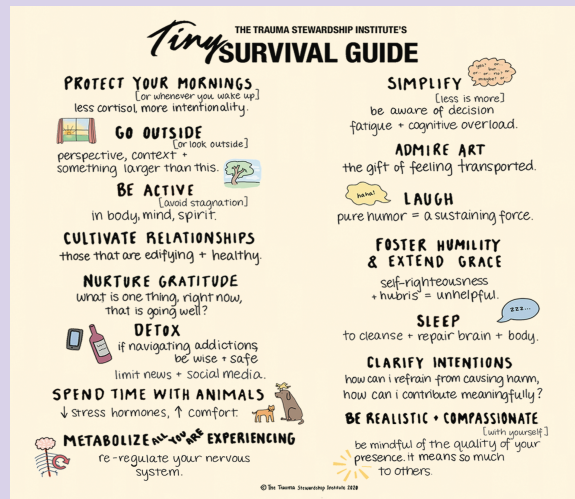 THE TRAUMA STEWARDSHIP INSTITUTE'S
Tiny SURVIVAL GUIDE
PROTECT YOUR MORNINGS
[or whenever you wake up]
less cortisol, more intentionality.
GO OUTSIDE
[or look outside]
perspective, context +
something larger than this.
BE ACTIVE
[avoid stagnation]
in body, mind, spirit.
CULTIVATE RELATIONSHIPS
those that are edifying + healthy.
NURTURE GRATITUDE
what is one thing, right now,
that is going well?
DETOX
if navigating addictions,
be wise + safe
limit news + social media.
SPEND TIME WITH ANIMALS
↓ stress hormones, ↑ comfort.
METABOLIZE ALL YOU ARE EXPERIENCING
re-regulate your nervous
system.
SIMPLIFY
[less is more]
be aware of decision
fatigue + cognitive overload.
ADMIRE ART
the gift of feeling transported.
haha!
LAUGH
pure humor = a sustaining force.
FOSTER HUMILITY
& EXTEND GRACE
self-righteousness
+ hubris = unhelpful.
zzz...
SLEEP
to cleanse + repair brain + body.
CLARIFY INTENTIONS
how can i refrain from causing harm,
how can i contribute meaningfully?
BE REALISTIC + COMPASSIONATE
[with yourself]
be mindful of the quality of your
presence. it means so much
to others.
© The Trauma Stewardship Institute 2020